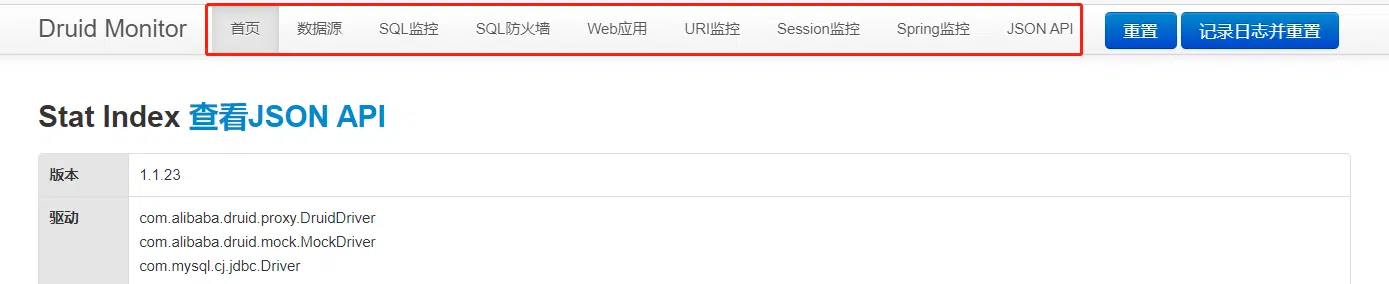 Druid Monitor 首页 数据源 SQL监控 SQL防火墙 Web应用 URI监控 Session监控 Spring监控 JSON API 重置 记录日志并重置
Stat Index 查看JSON API
版本 1.1.23
驱动 com.alibaba.druid.proxy.DruidDriver
com.alibaba.druid.mock.MockDriver
com.mysql.cj.jdbc.Driver